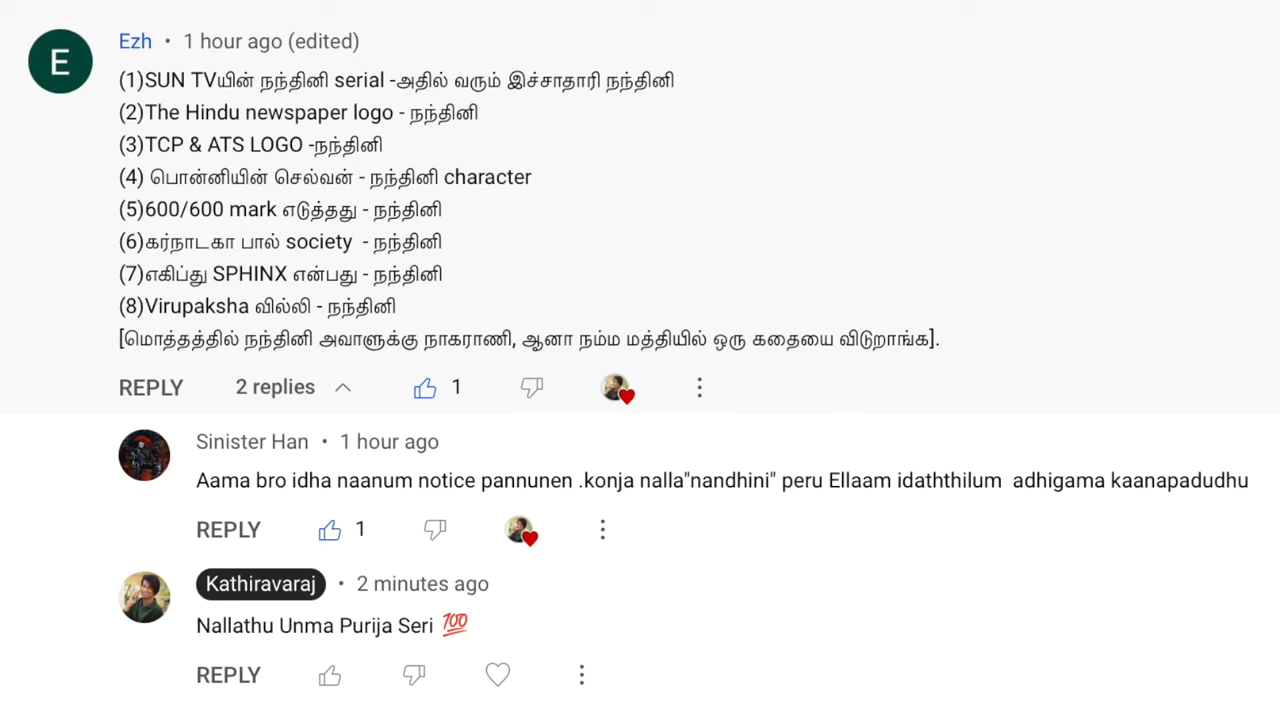 E
Ezh • 1 hour ago (edited)
(1)SUN TVயின் நந்தினி serial -அதில் வரும் இச்சாதாரி நந்தினி
(2)The Hindu newspaper logo - நந்தினி
(3)TCP & ATS LOGO -நந்தினி
(4) பொன்னியின் செல்வன் - நந்தினி character
(5)600/600 mark எடுத்தது - நந்தினி
(6)கர்நாடகா பால் society - நந்தினி
(7)எகிப்து SPHINX என்பது - நந்தினி
(8)Virupaksha வில்லி - நந்தினி
[மொத்தத்தில் நந்தினி அவாளுக்கு நாகராணி, ஆனா நம்ம மத்தியில் ஒரு கதையை விடுறாங்க].
REPLY 2 replies 1
Sinister Han • 1 hour ago
Aama bro idha naanum notice pannunen .konja nalla"nandhini" peru Ellaam idaththilum adhigama kaanapadudhu
REPLY 1
Kathiravaraj • 2 minutes ago
Nallathu Unma Purija Seri 💯
REPLY